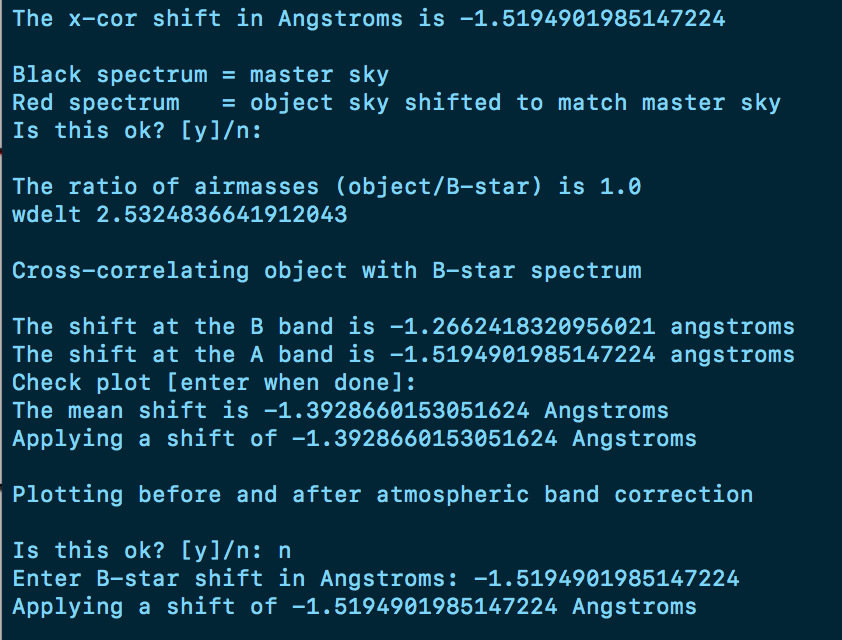 The x-cor shift in Angstroms is -1.5194901985147224
Black spectrum = master sky
Red spectrum   = object sky shifted to match master sky
Is this ok? [y]/n:
The ratio of airmasses (object/B-star) is 1.0
wdelt 2.5324836641912043
Cross-correlating object with B-star spectrum
The shift at the B band is -1.2662418320956021 angstroms
The shift at the A band is -1.5194901985147224 angstroms
Check plot [enter when done]:
The mean shift is -1.3928660153051624 Angstroms
Applying a shift of -1.3928660153051624 Angstroms
Plotting before and after atmospheric band correction
Is this ok? [y]/n: n
Enter B-star shift in Angstroms: -1.5194901985147224
Applying a shift of -1.5194901985147224 Angstroms